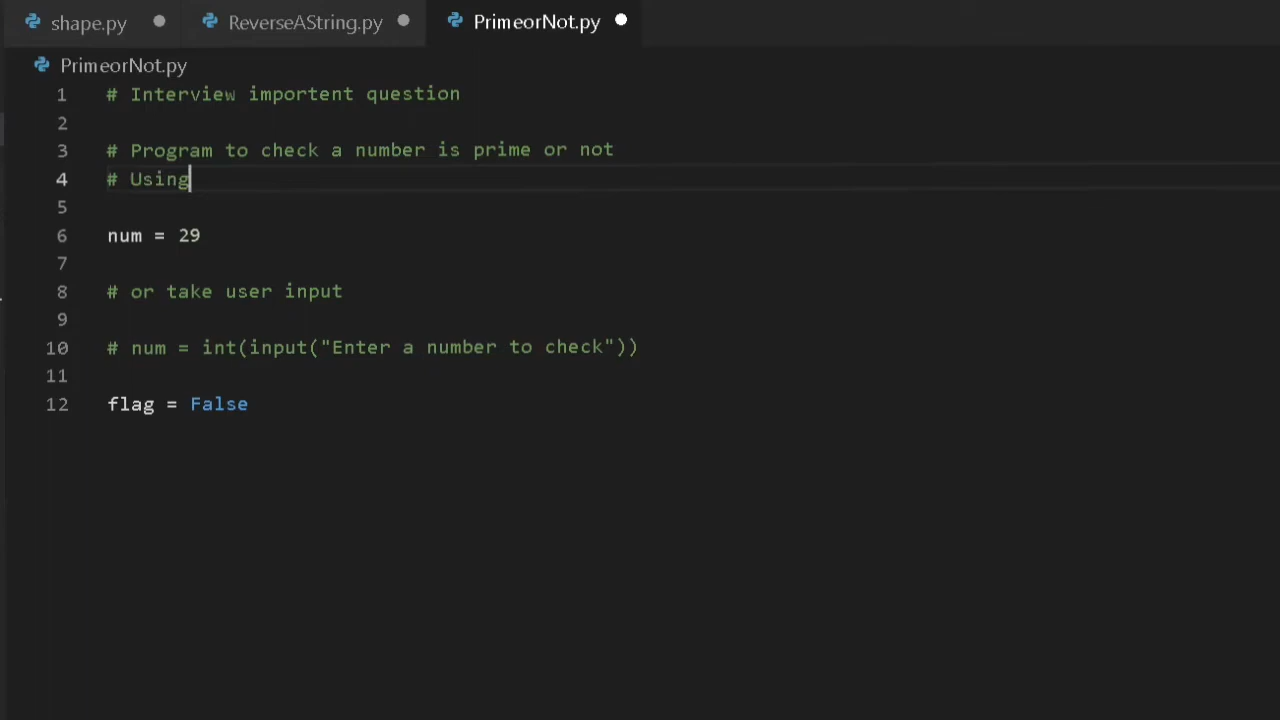 shape.py ReverseAString.py PrimeorNot.py
PrimeorNot.py
1 # Interview importent question
2
3 # Program to check a number is prime or not
4 # Using
5
6 num = 29
7
8 # or take user input
9
10 # num = int(input("Enter a number to check"))
11
12 flag = False